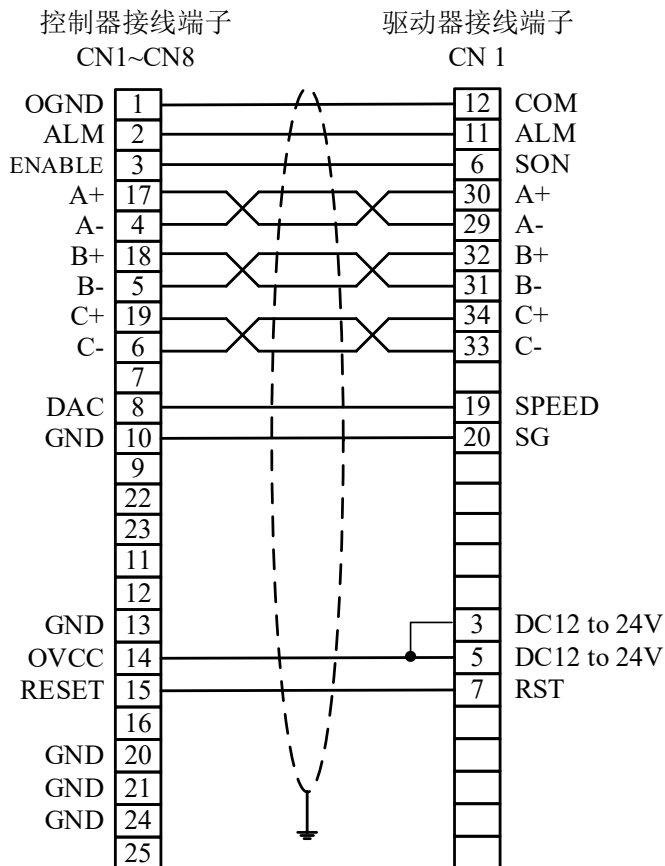 控制器接线端子 驱动器接线端子
CN1~CN8 CN 1
OGND 1 12 COM
ALM 2 11 ALM
ENABLE 3 6 SON
A+ 17 30 A+
A- 4 29 A-
B+ 18 32 B+
B- 5 31 B-
C+ 19 34 C+
C- 6 33 C-
7
DAC 8 19 SPEED
GND 10 20 SG
9
22
23
11
12
GND 13 3 DC12 to 24V
OVCC 14 5 DC12 to 24V
RESET 15 7 RST
16
GND 20
GND 21
GND 24
25